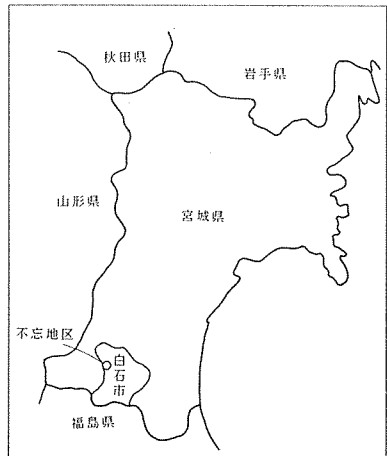 秋田県
岩手県
山形県
宮城県
不忘地区
白石市
福島県